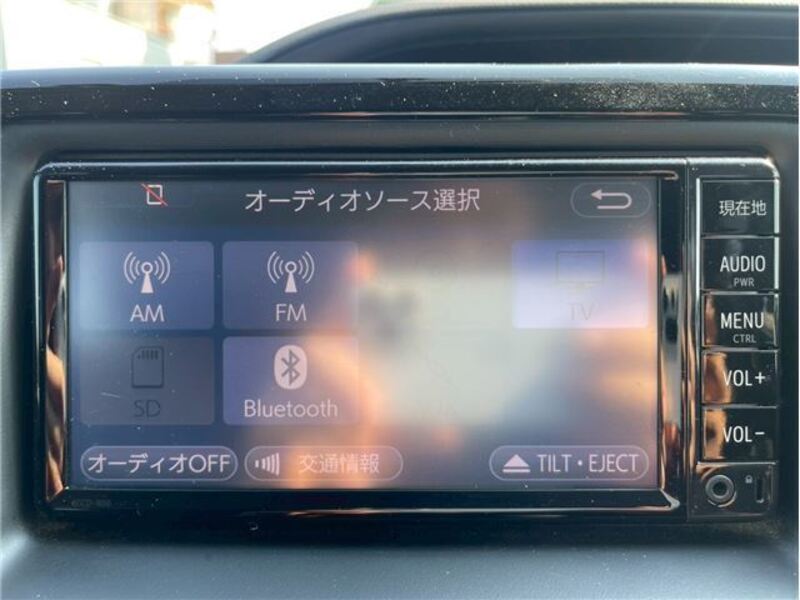 オーディオソース選択
現在地
AM
FM
TV
AUDIO
PWR
MENU
CTRL
SD
Bluetooth
VOL+
VOL-
オーディオOFF
交通情報
TILT・EJECT